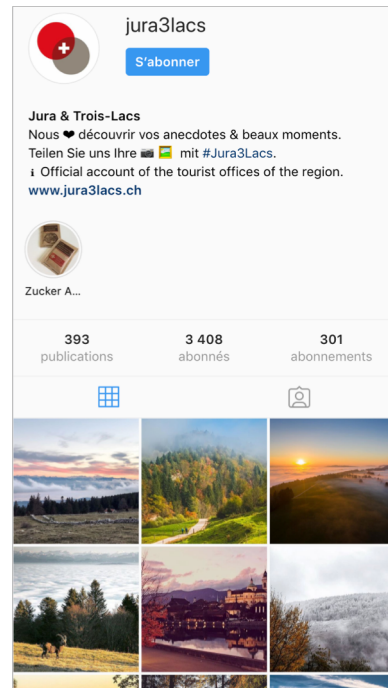 jura3lacs
S'abonner
Jura & Trois-Lacs
Nous ❤ découvrir vos anecdotes & beaux moments.
Teilen Sie uns Ihre 📷 🖼️ mit #Jura3Lacs.
ℹ Official account of the tourist offices of the region.
www.jura3lacs.ch
Zucker A...
393 3 408 301
publications abonnés abonnements